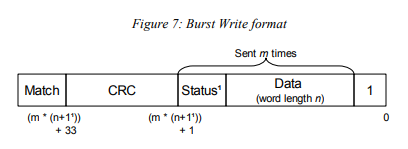 Figure 7: Burst Write format
Sent m times
Match CRC Status¹ Data (word length n) 1
(m * (n+1¹)) + 33 (m * (n+1¹)) + 1 0